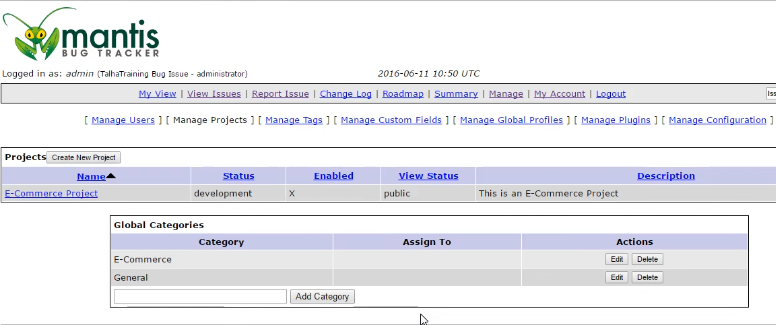 mantis
BUG TRACKER
Logged in as: admin (TalhaTraining Bug Issue - administrator) 2016-06-11 10:50 UTC
My View | View Issues | Report Issue | Change Log | Roadmap | Summary | Manage | My Account | Logout
[ Manage Users ] [ Manage Projects ] [ Manage Tags ] [ Manage Custom Fields ] [ Manage Global Profiles ] [ Manage Plugins ] [ Manage Configuration ]
Projects Create New Project
Name Status Enabled View Status Description
E-Commerce Project development X public This is an E-Commerce Project
Global Categories
Category Assign To Actions
E-Commerce Edit Delete
General Edit Delete
Add Category